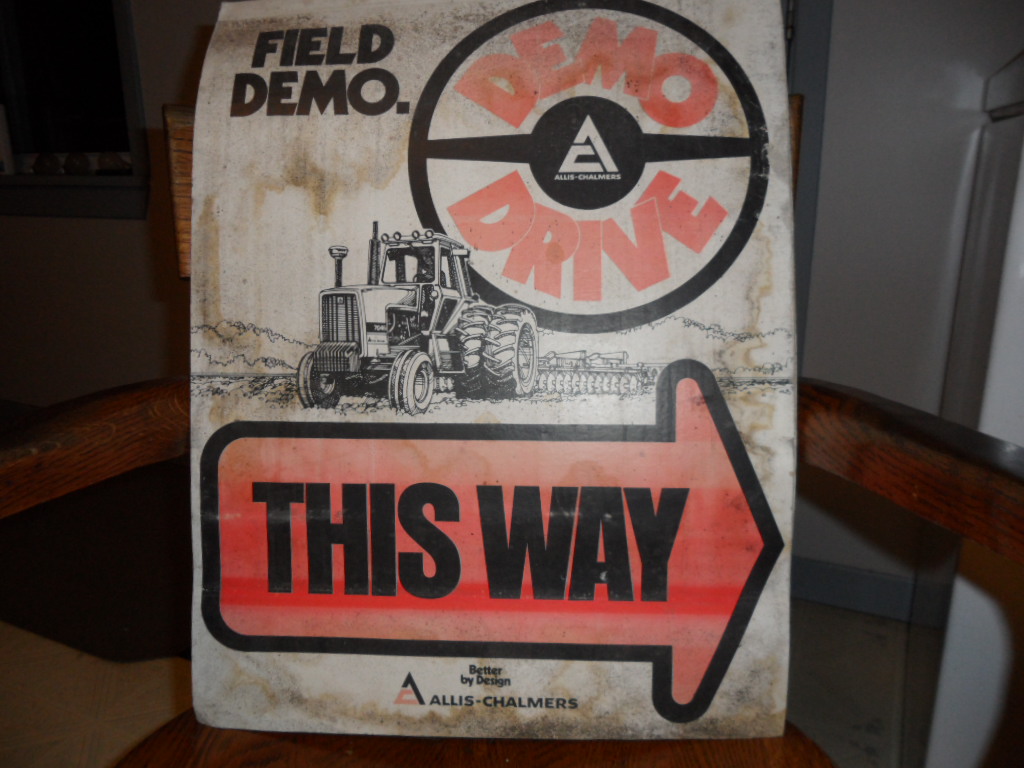 FIELD
DEMO.
DEMO
ALLIS-CHALMERS
DRIVE
THIS WAY
Better
by Design
ALLIS-CHALMERS